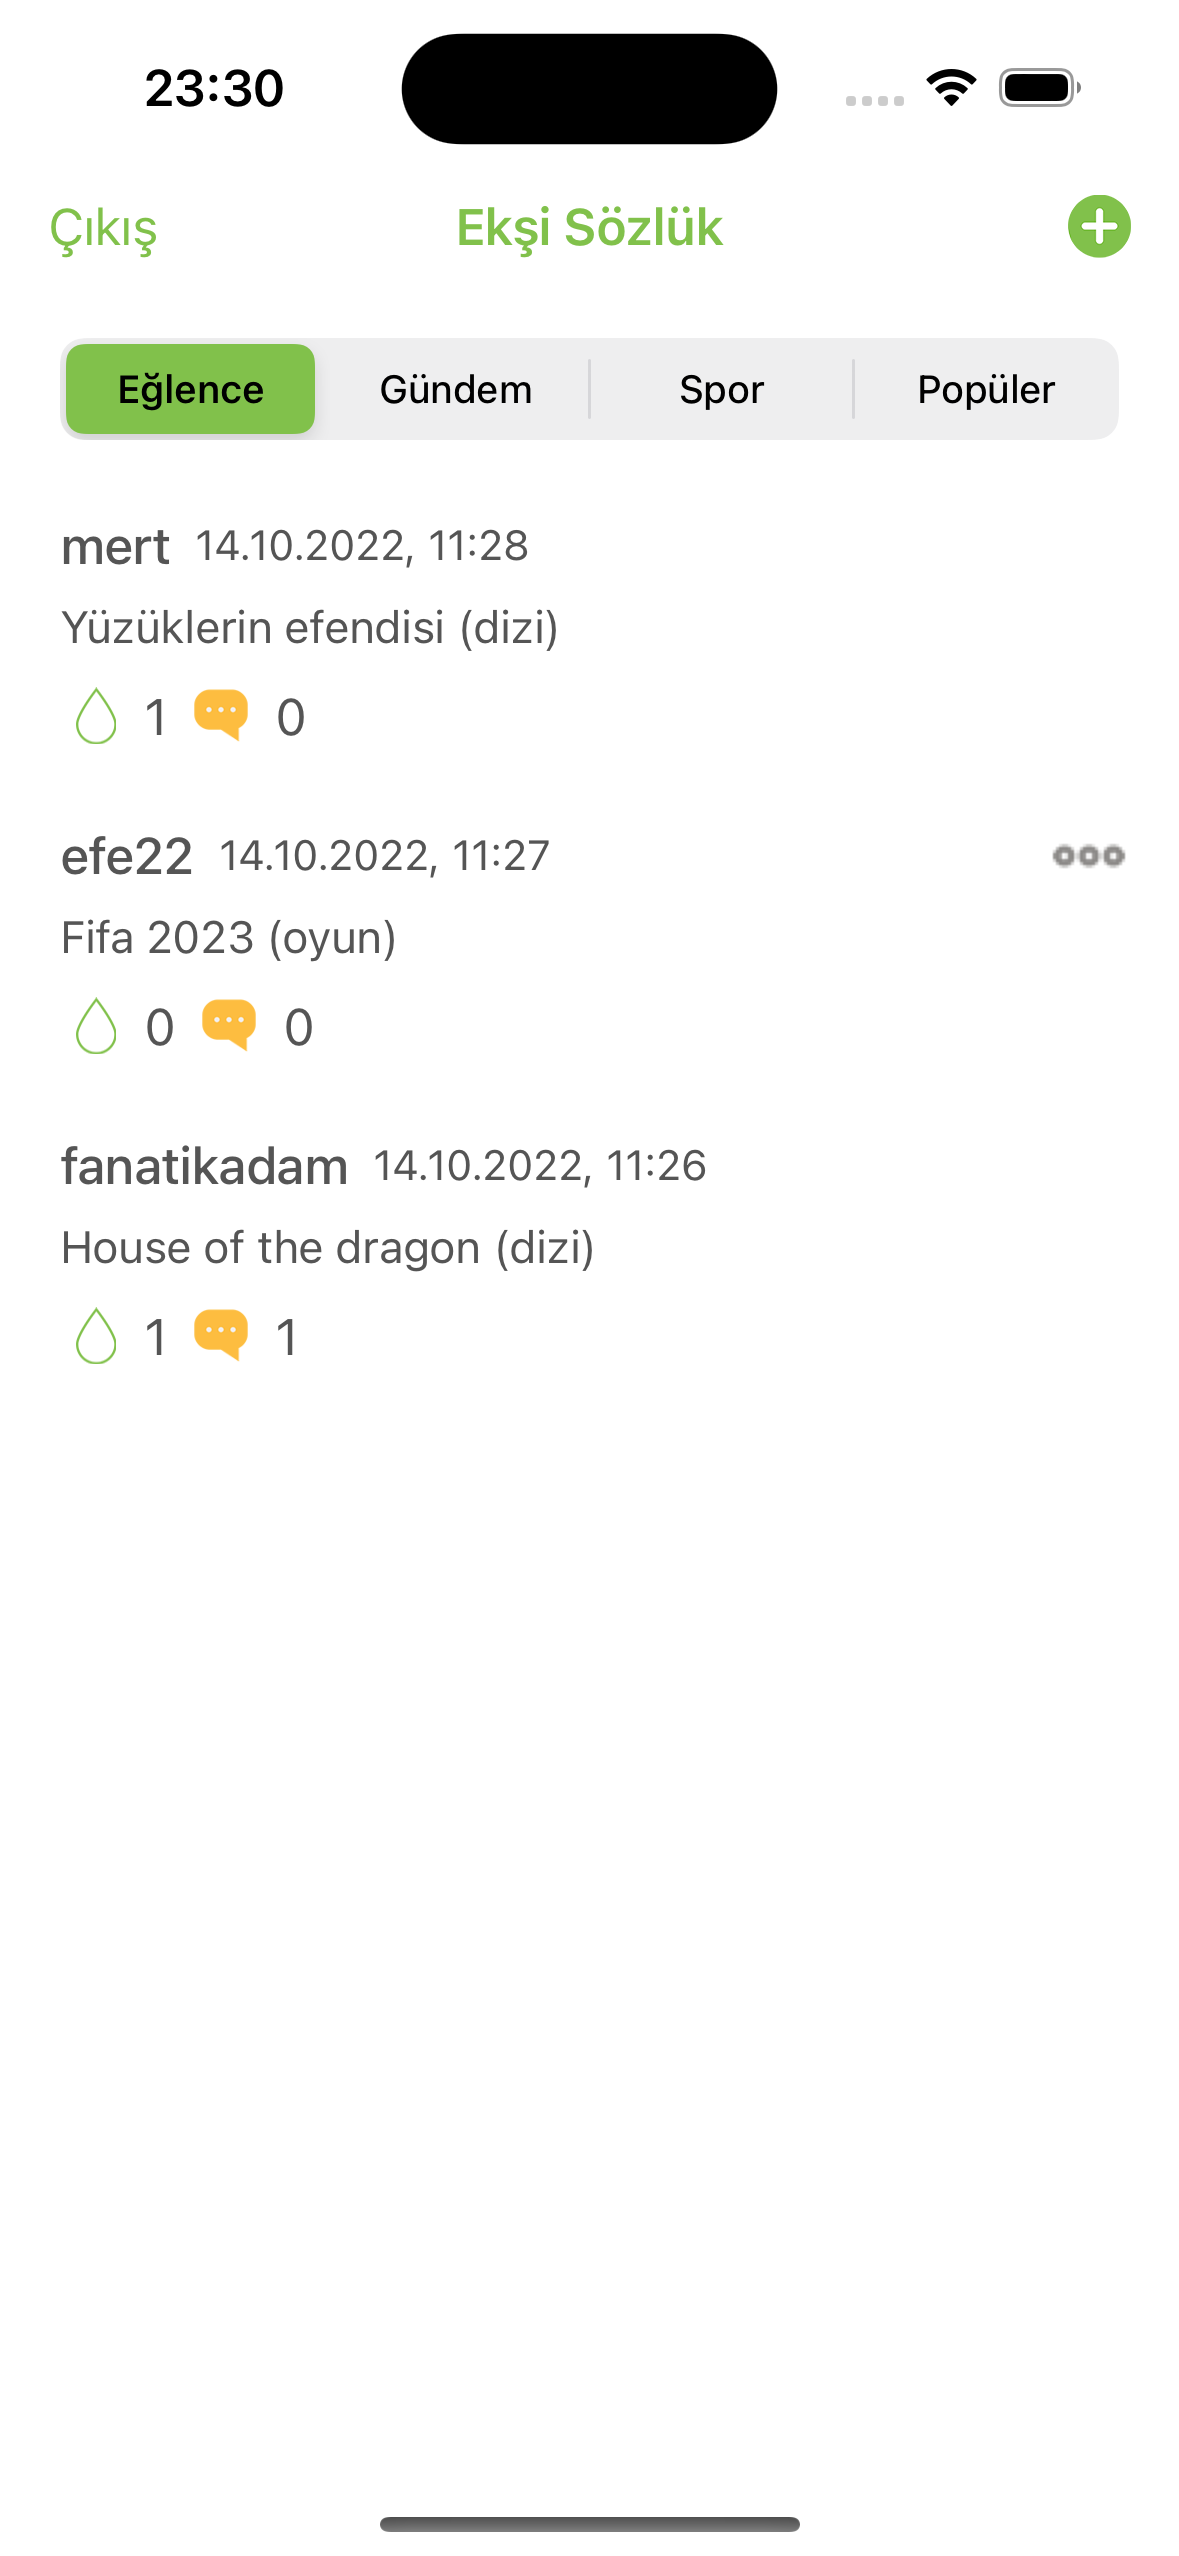 23:30
Çıkış Ekşi Sözlük
Eğlence Gündem Spor Popüler
mert 14.10.2022, 11:28
Yüzüklerin efendisi (dizi)
1 0
efe22 14.10.2022, 11:27
Fifa 2023 (oyun)
0 0
fanatikadam 14.10.2022, 11:26
House of the dragon (dizi)
1 1